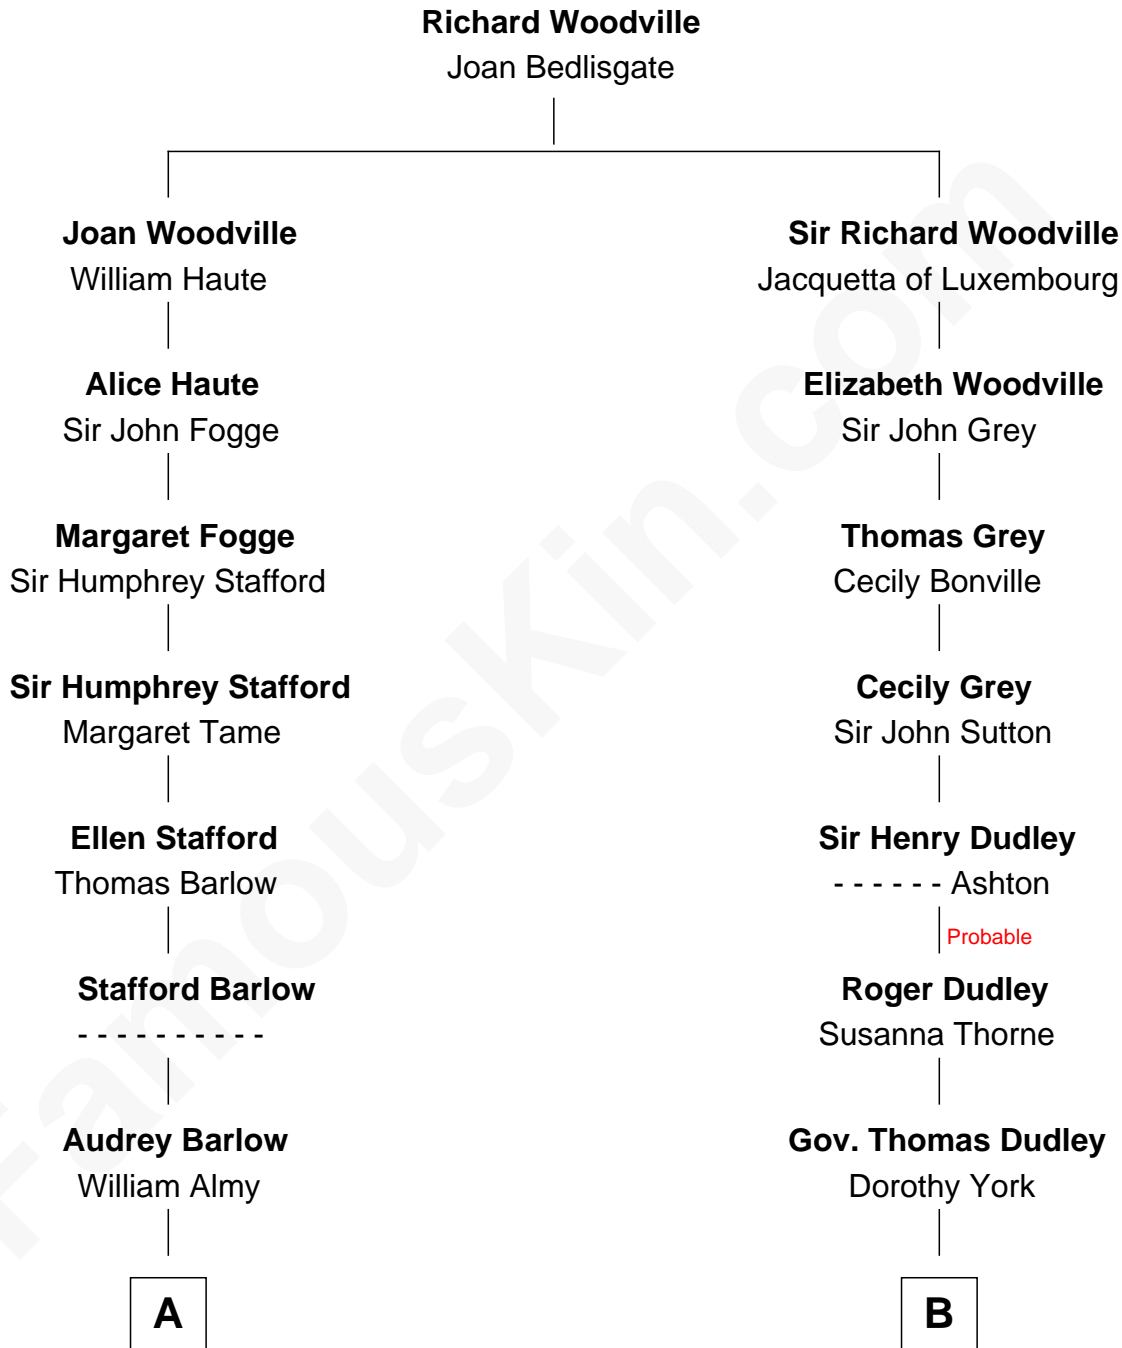 Richard Woodville
Joan Bedlisgate
Joan Woodville
William Haute
Sir Richard Woodville
Jacquetta of Luxembourg
Alice Haute
Sir John Fogge
Elizabeth Woodville
Sir John Grey
Margaret Fogge
Sir Humphrey Stafford
Thomas Grey
Cecily Bonville
Sir Humphrey Stafford
Margaret Tame
Cecily Grey
Sir John Sutton
Ellen Stafford
Thomas Barlow
Sir Henry Dudley
- - - - - - Ashton
Probable
Stafford Barlow
- - - - - - - - - -
Roger Dudley
Susanna Thorne
Audrey Barlow
William Almy
Gov. Thomas Dudley
Dorothy York
A
B
FamousKin.com